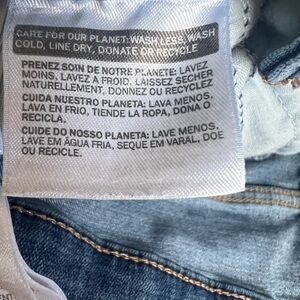 CARE FOR OUR PLANET: WASH LESS, WASH
COLD, LINE DRY, DONATE OR RECYCLE
PRENEZ SOIN DE NOTRE PLANETE: LAVEZ
MOINS, LAVEZ A FROID. LAISSEZ SECHER
NATURELLEMENT, DONNEZ OU RECYCLEZ
CUIDA NUESTRO PLANETA: LAVA MENOS,
LAVA EN FRIO, TIENDE LA ROPA, DONA O
RECICLA.
CUIDE DO NOSSO PLANETA: LAVE MENOS,
LAVE EM ÁGUA FRIA, SEQUE EM VARAL, DOE
OU RECICLE.